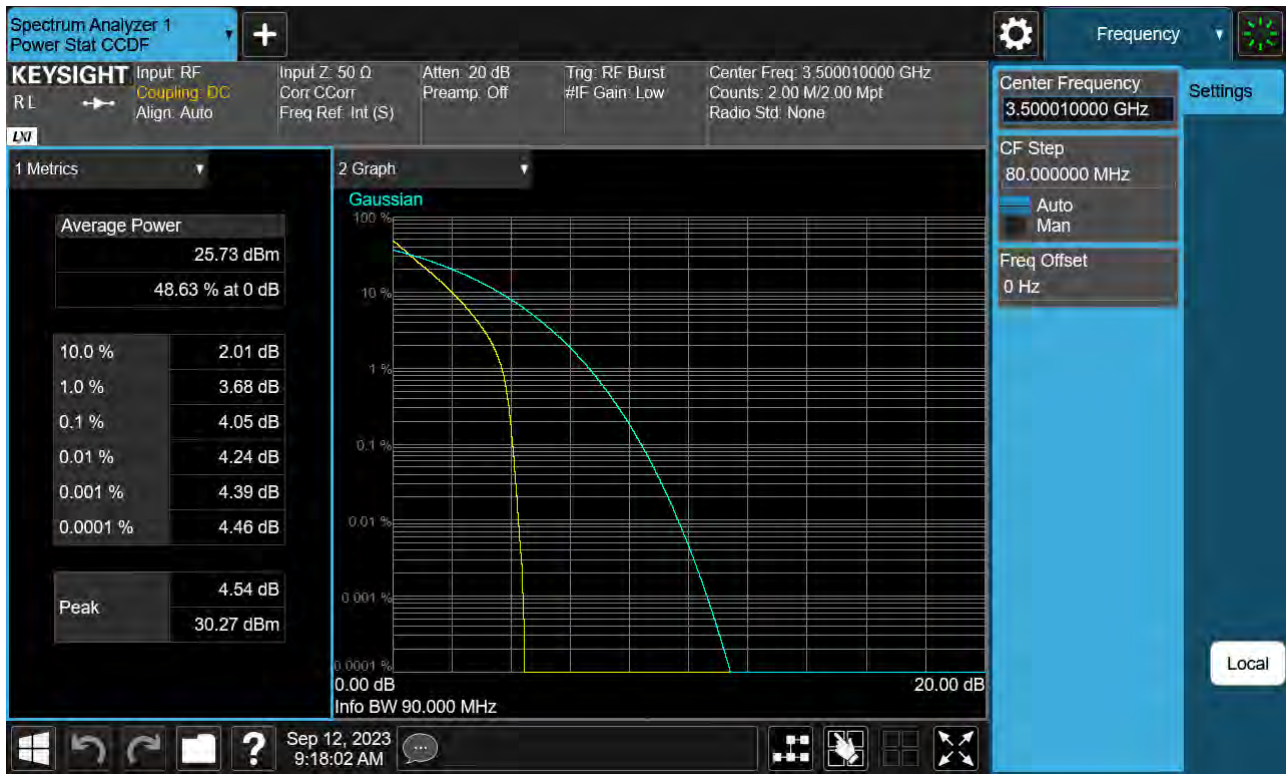 Spectrum Analyzer 1
Power Stat CCDF
Frequency
KEYSIGHT
RL
LXI
Input: RF
Coupling: DC
Align: Auto
Input Z: 50 Ω
Corr CCorr
Freq Ref: Int (S)
Atten: 20 dB
Preamp: Off
Trig: RF Burst
#IF Gain: Low
Center Freq: 3.500010000 GHz
Counts: 2.00 M/2.00 Mpt
Radio Std: None
Center Frequency
3.500010000 GHz
Settings
CF Step
80.000000 MHz
Auto
Man
Freq Offset
0 Hz
Local
1 Metrics
Average Power
25.73 dBm
48.63 % at 0 dB
10.0 % 2.01 dB
1.0 % 3.68 dB
0.1 % 4.05 dB
0.01 % 4.24 dB
0.001 % 4.39 dB
0.0001 % 4.46 dB
Peak
4.54 dB
30.27 dBm
2 Graph
Gaussian
100 %
10 %
1 %
0.1 %
0.01 %
0.001 %
0.0001 %
0.00 dB 20.00 dB
Info BW 90.000 MHz
?
Sep 12, 2023
9:18:02 AM